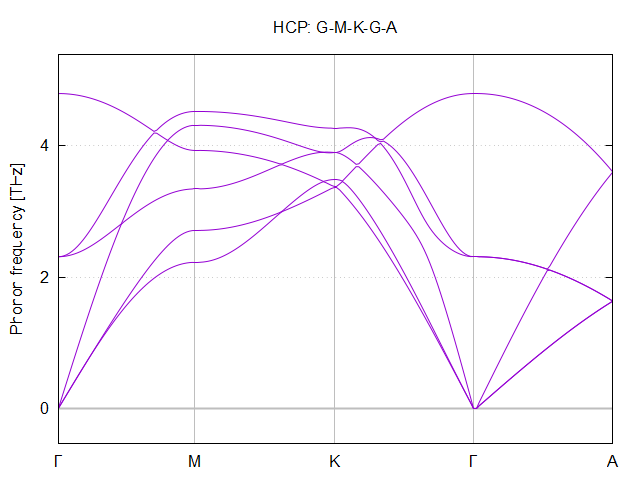 HCP: G-M-K-G-A
Phonon frequency [THz]
4
2
0
Γ M K Γ A